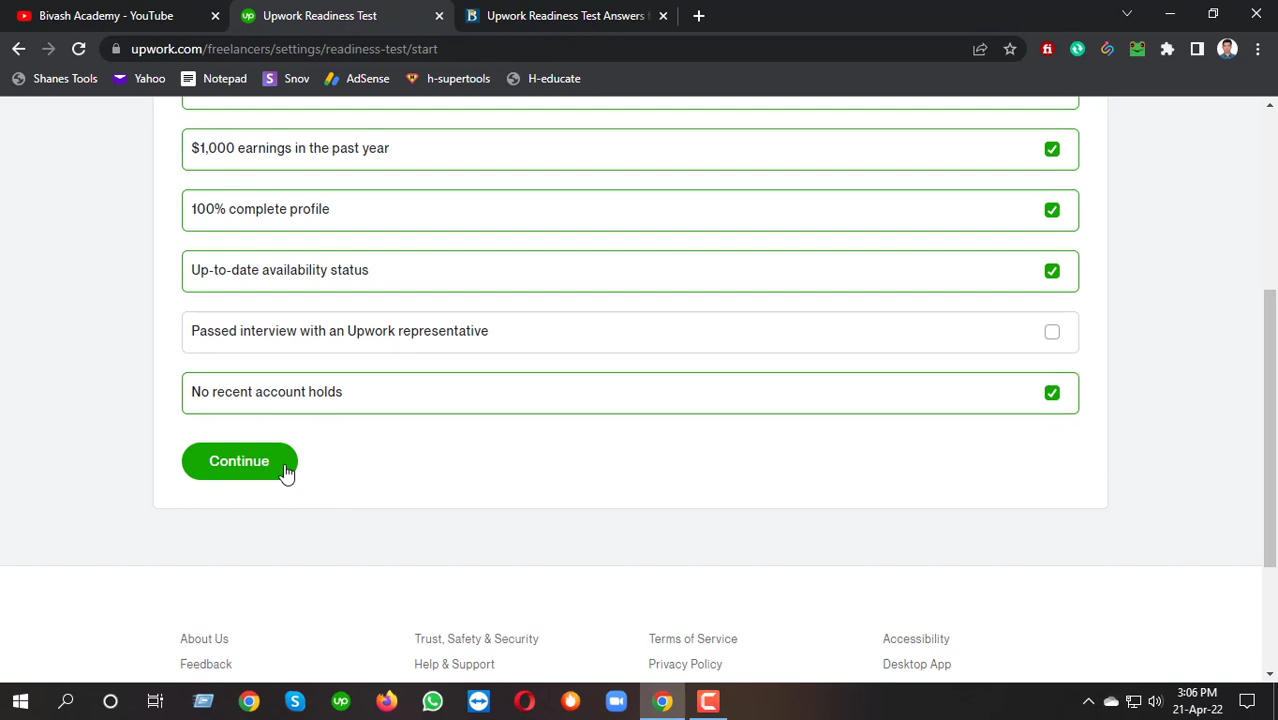 Bivash Academy - YouTube
Upwork Readiness Test
Upwork Readiness Test Answers f
upwork.com/freelancers/settings/readiness-test/start
Shanes Tools
Yahoo
Notepad
Snov
AdSense
h-supertools
H-educate
$1,000 earnings in the past year
100% complete profile
Up-to-date availability status
Passed interview with an Upwork representative
No recent account holds
Continue
About Us
Trust, Safety & Security
Terms of Service
Accessibility
Feedback
Help & Support
Privacy Policy
Desktop App
3:06 PM
21-Apr-22